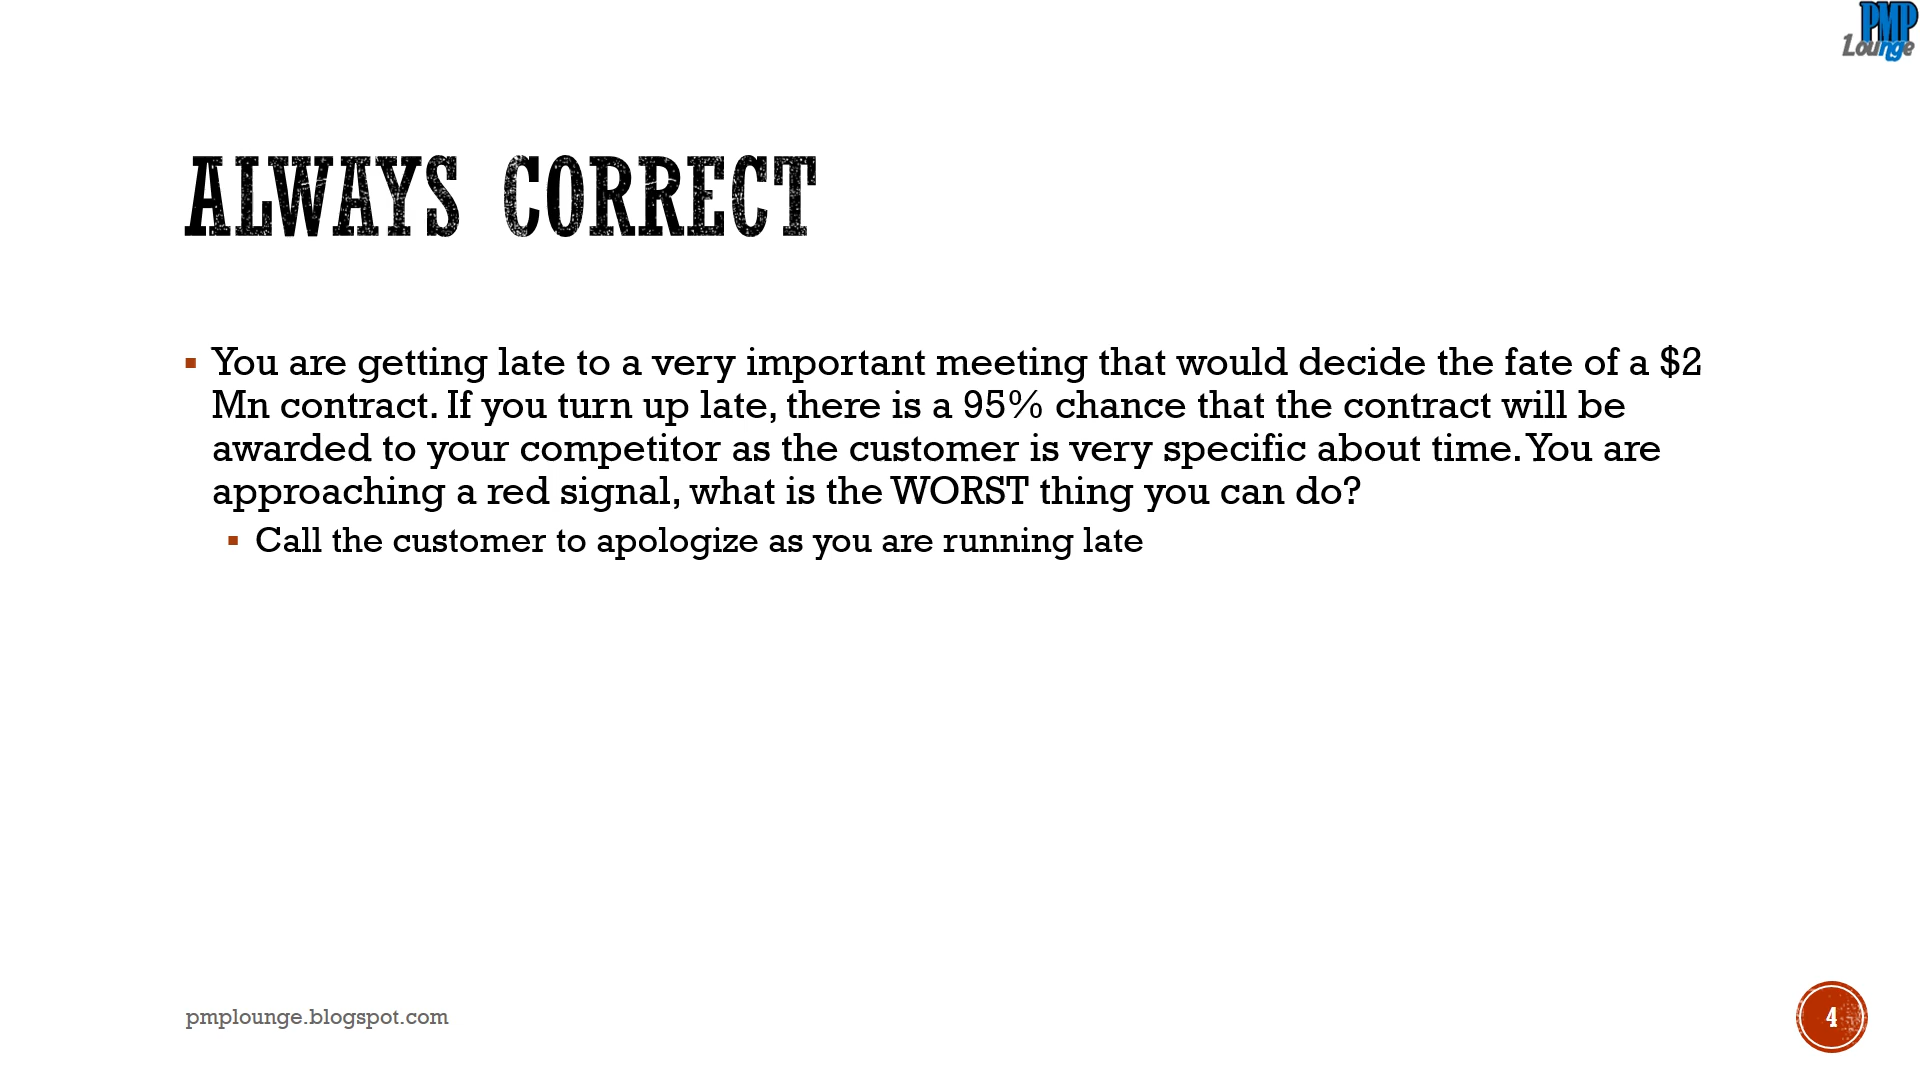 PMP
Lounge
ALWAYS CORRECT
You are getting late to a very important meeting that would decide the fate of a $2
Mn contract. If you turn up late, there is a 95% chance that the contract will be
awarded to your competitor as the customer is very specific about time. You are
approaching a red signal, what is the WORST thing you can do?
Call the customer to apologize as you are running late
pmplounge.blogspot.com
4